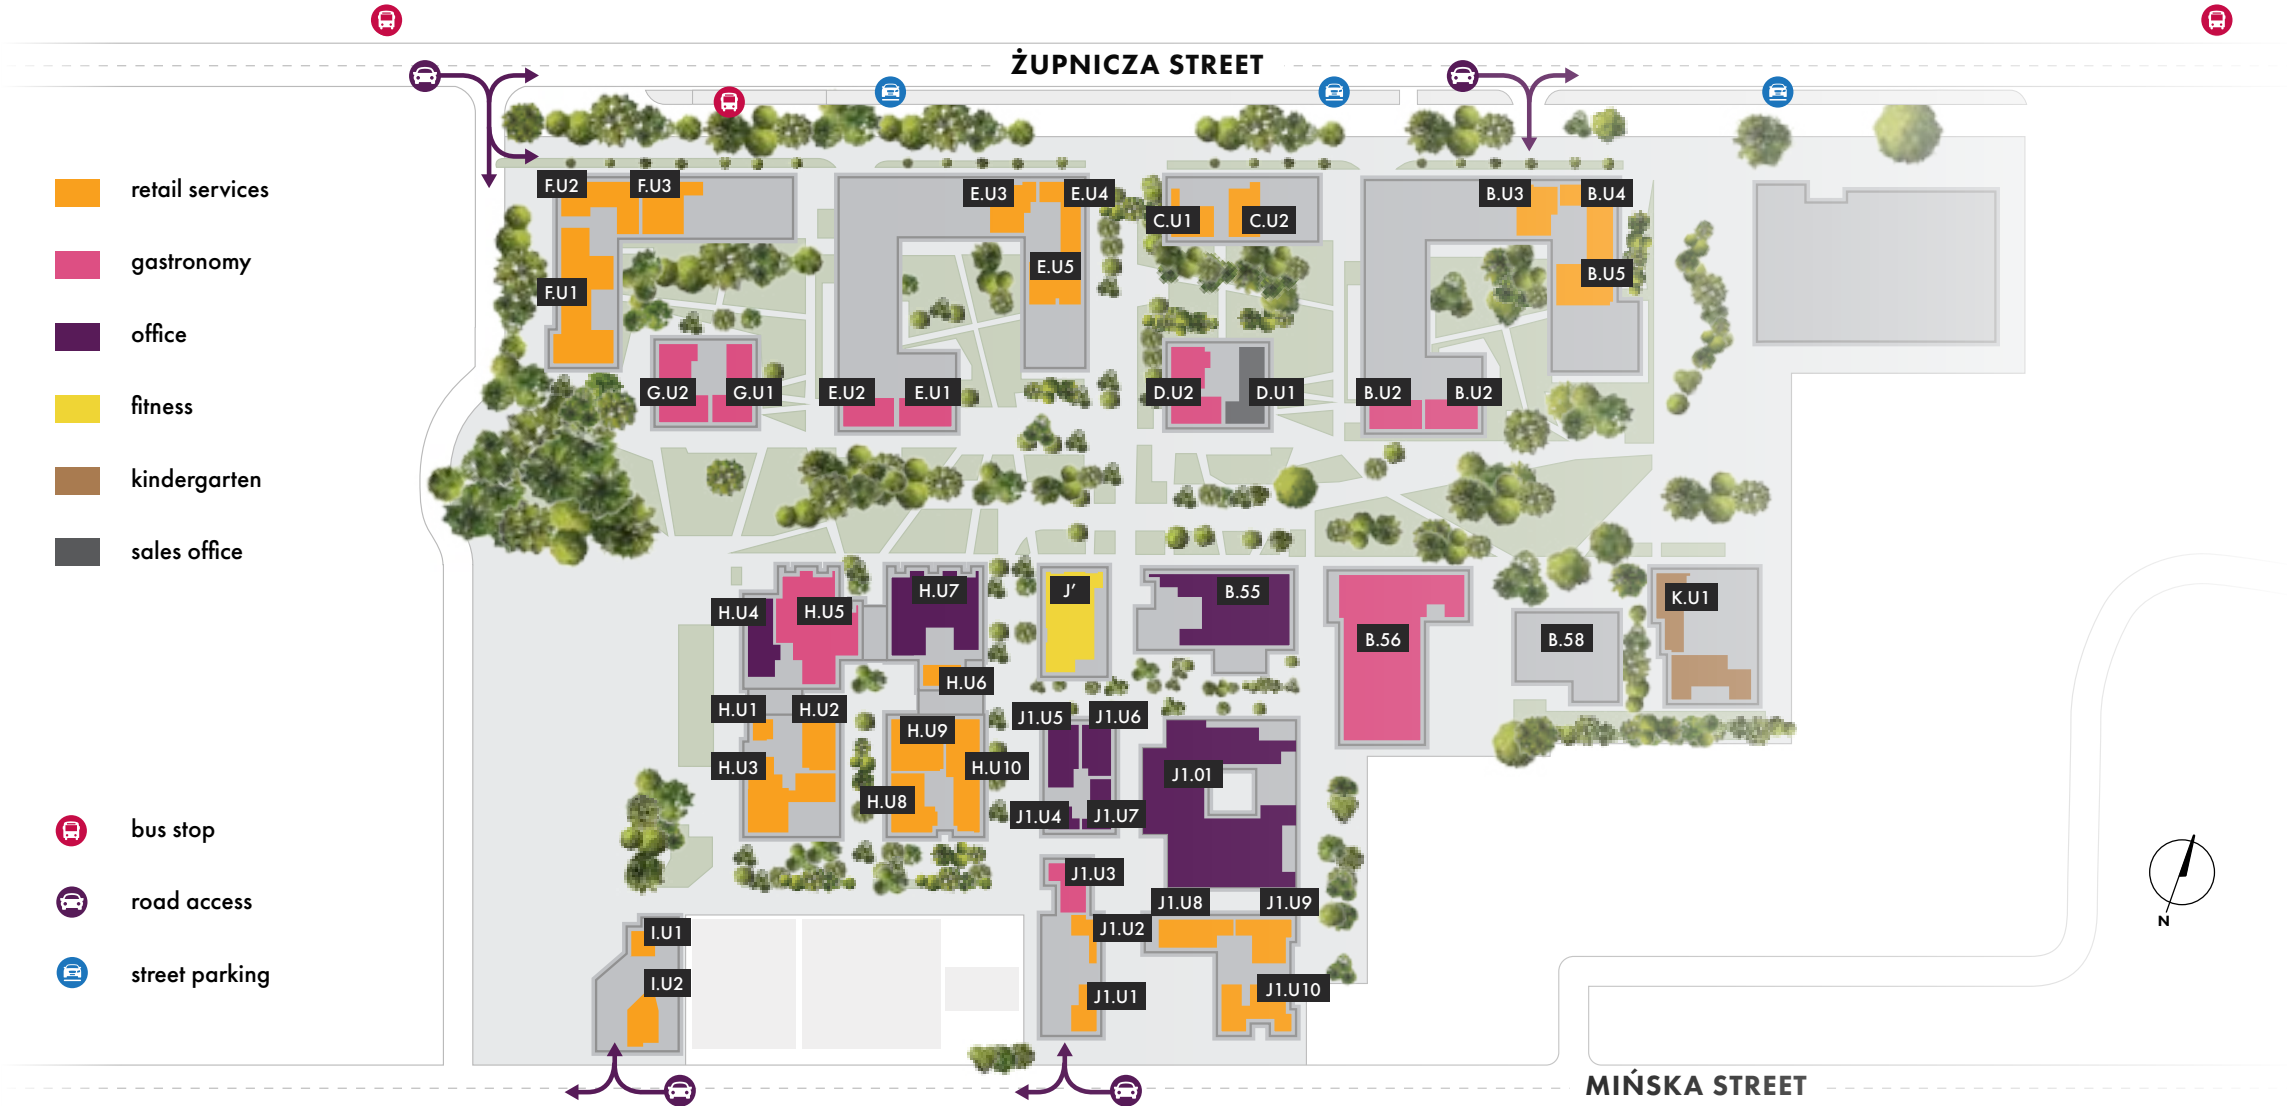 ŻUPNICZA STREET
retail services
gastronomy
office
fitness
kindergarten
sales office
bus stop
road access
street parking
F.U2
F.U3
E.U3
E.U4
C.U1
C.U2
B.U3
B.U4
F.U1
E.U5
B.U5
G.U2
G.U1
E.U2
E.U1
D.U2
D.U1
B.U2
B.U2
H.U4
H.U5
H.U7
J′
B.55
B.56
B.58
K.U1
H.U6
H.U1
H.U2
H.U9
J1.U5
J1.U6
H.U3
H.U10
J1.01
H.U8
J1.U4
J1.U7
J1.U3
J1.U8
J1.U9
I.U1
J1.U2
I.U2
J1.U1
J1.U10
N
MIŃSKA STREET